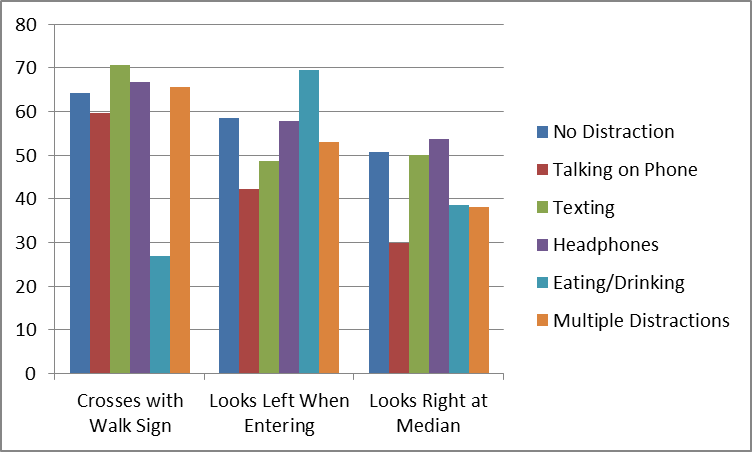 80
70
60
50
40
30
20
10
0
Crosses with
Walk Sign
Looks Left When
Entering
Looks Right at
Median
No Distraction
Talking on Phone
Texting
Headphones
Eating/Drinking
Multiple Distractions